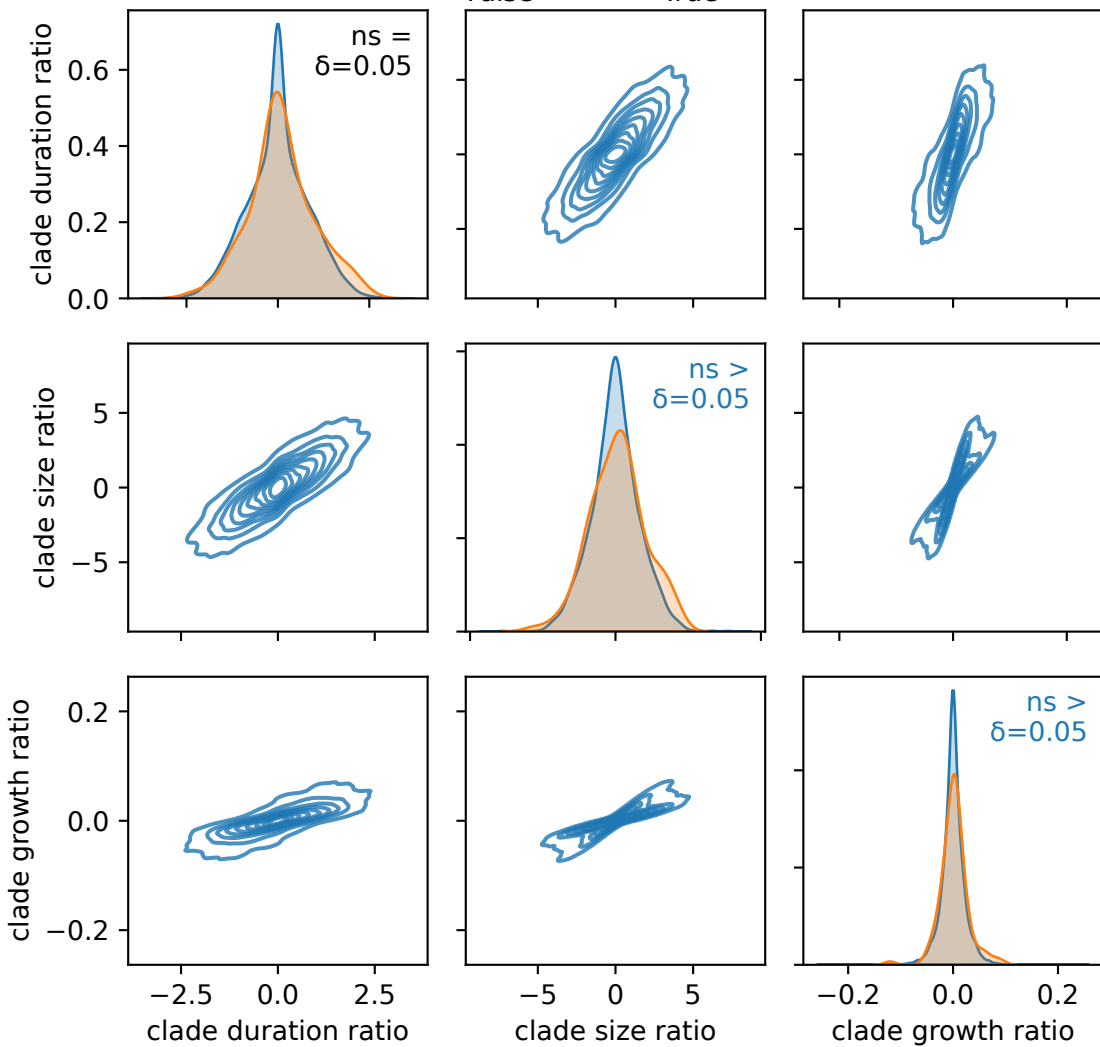 clade duration ratio
0.6
0.4
0.2
0.0
ns =
δ=0.05
clade size ratio
5
0
−5
ns >
δ=0.05
clade growth ratio
0.2
0.0
−0.2
ns >
δ=0.05
−2.5 0.0 2.5
−5 0 5
−0.2 0.0 0.2
clade duration ratio
clade size ratio
clade growth ratio